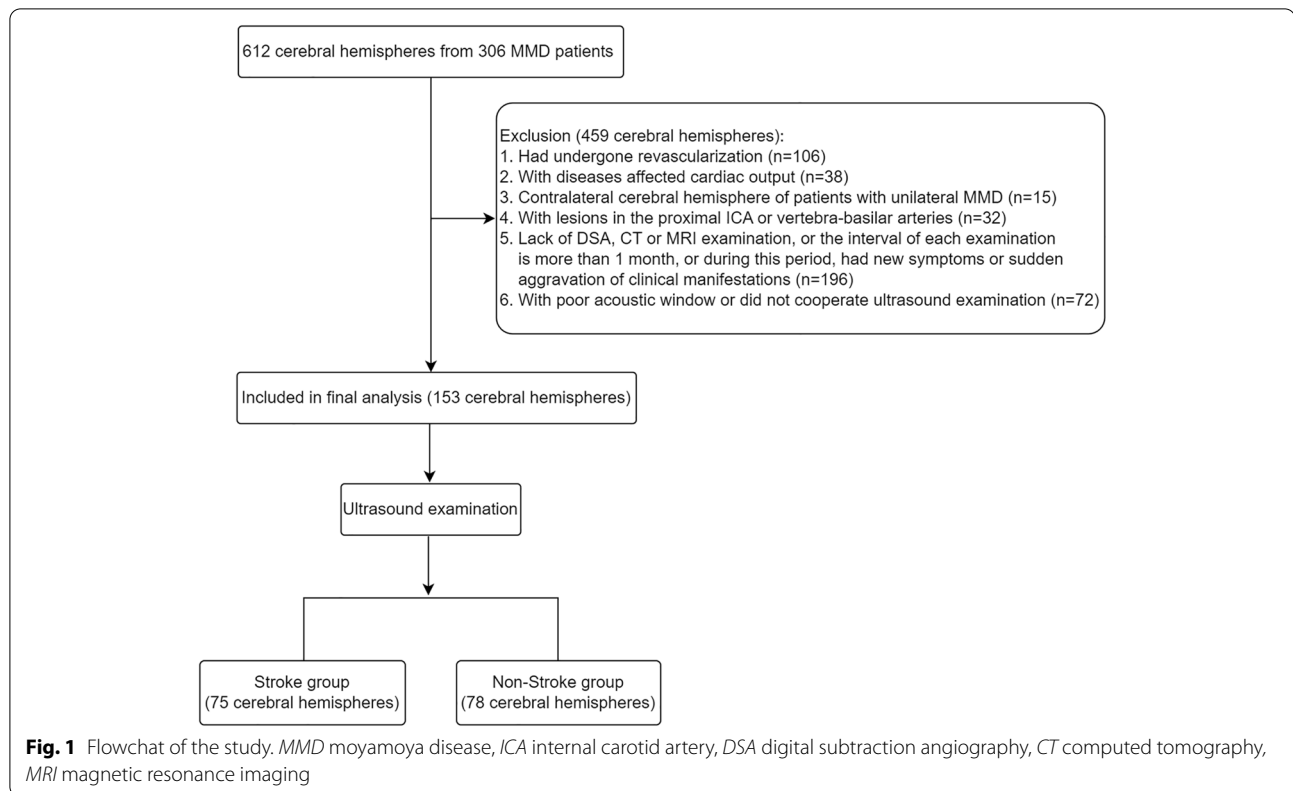 612 cerebral hemispheres from 306 MMD patients
Exclusion (459 cerebral hemispheres):
1. Had undergone revascularization (n=106)
2. With diseases affected cardiac output (n=38)
3. Contralateral cerebral hemisphere of patients with unilateral MMD (n=15)
4. With lesions in the proximal ICA or vertebra-basilar arteries (n=32)
5. Lack of DSA, CT or MRI examination, or the interval of each examination
is more than 1 month, or during this period, had new symptoms or sudden
aggravation of clinical manifestations (n=196)
6. With poor acoustic window or did not cooperate ultrasound examination (n=72)
Included in final analysis (153 cerebral hemispheres)
Ultrasound examination
Stroke group
(75 cerebral hemispheres)
Non-Stroke group
(78 cerebral hemispheres)
Fig. 1 Flowchat of the study. MMD moyamoya disease, ICA internal carotid artery, DSA digital subtraction angiography, CT computed tomography,
MRI magnetic resonance imaging